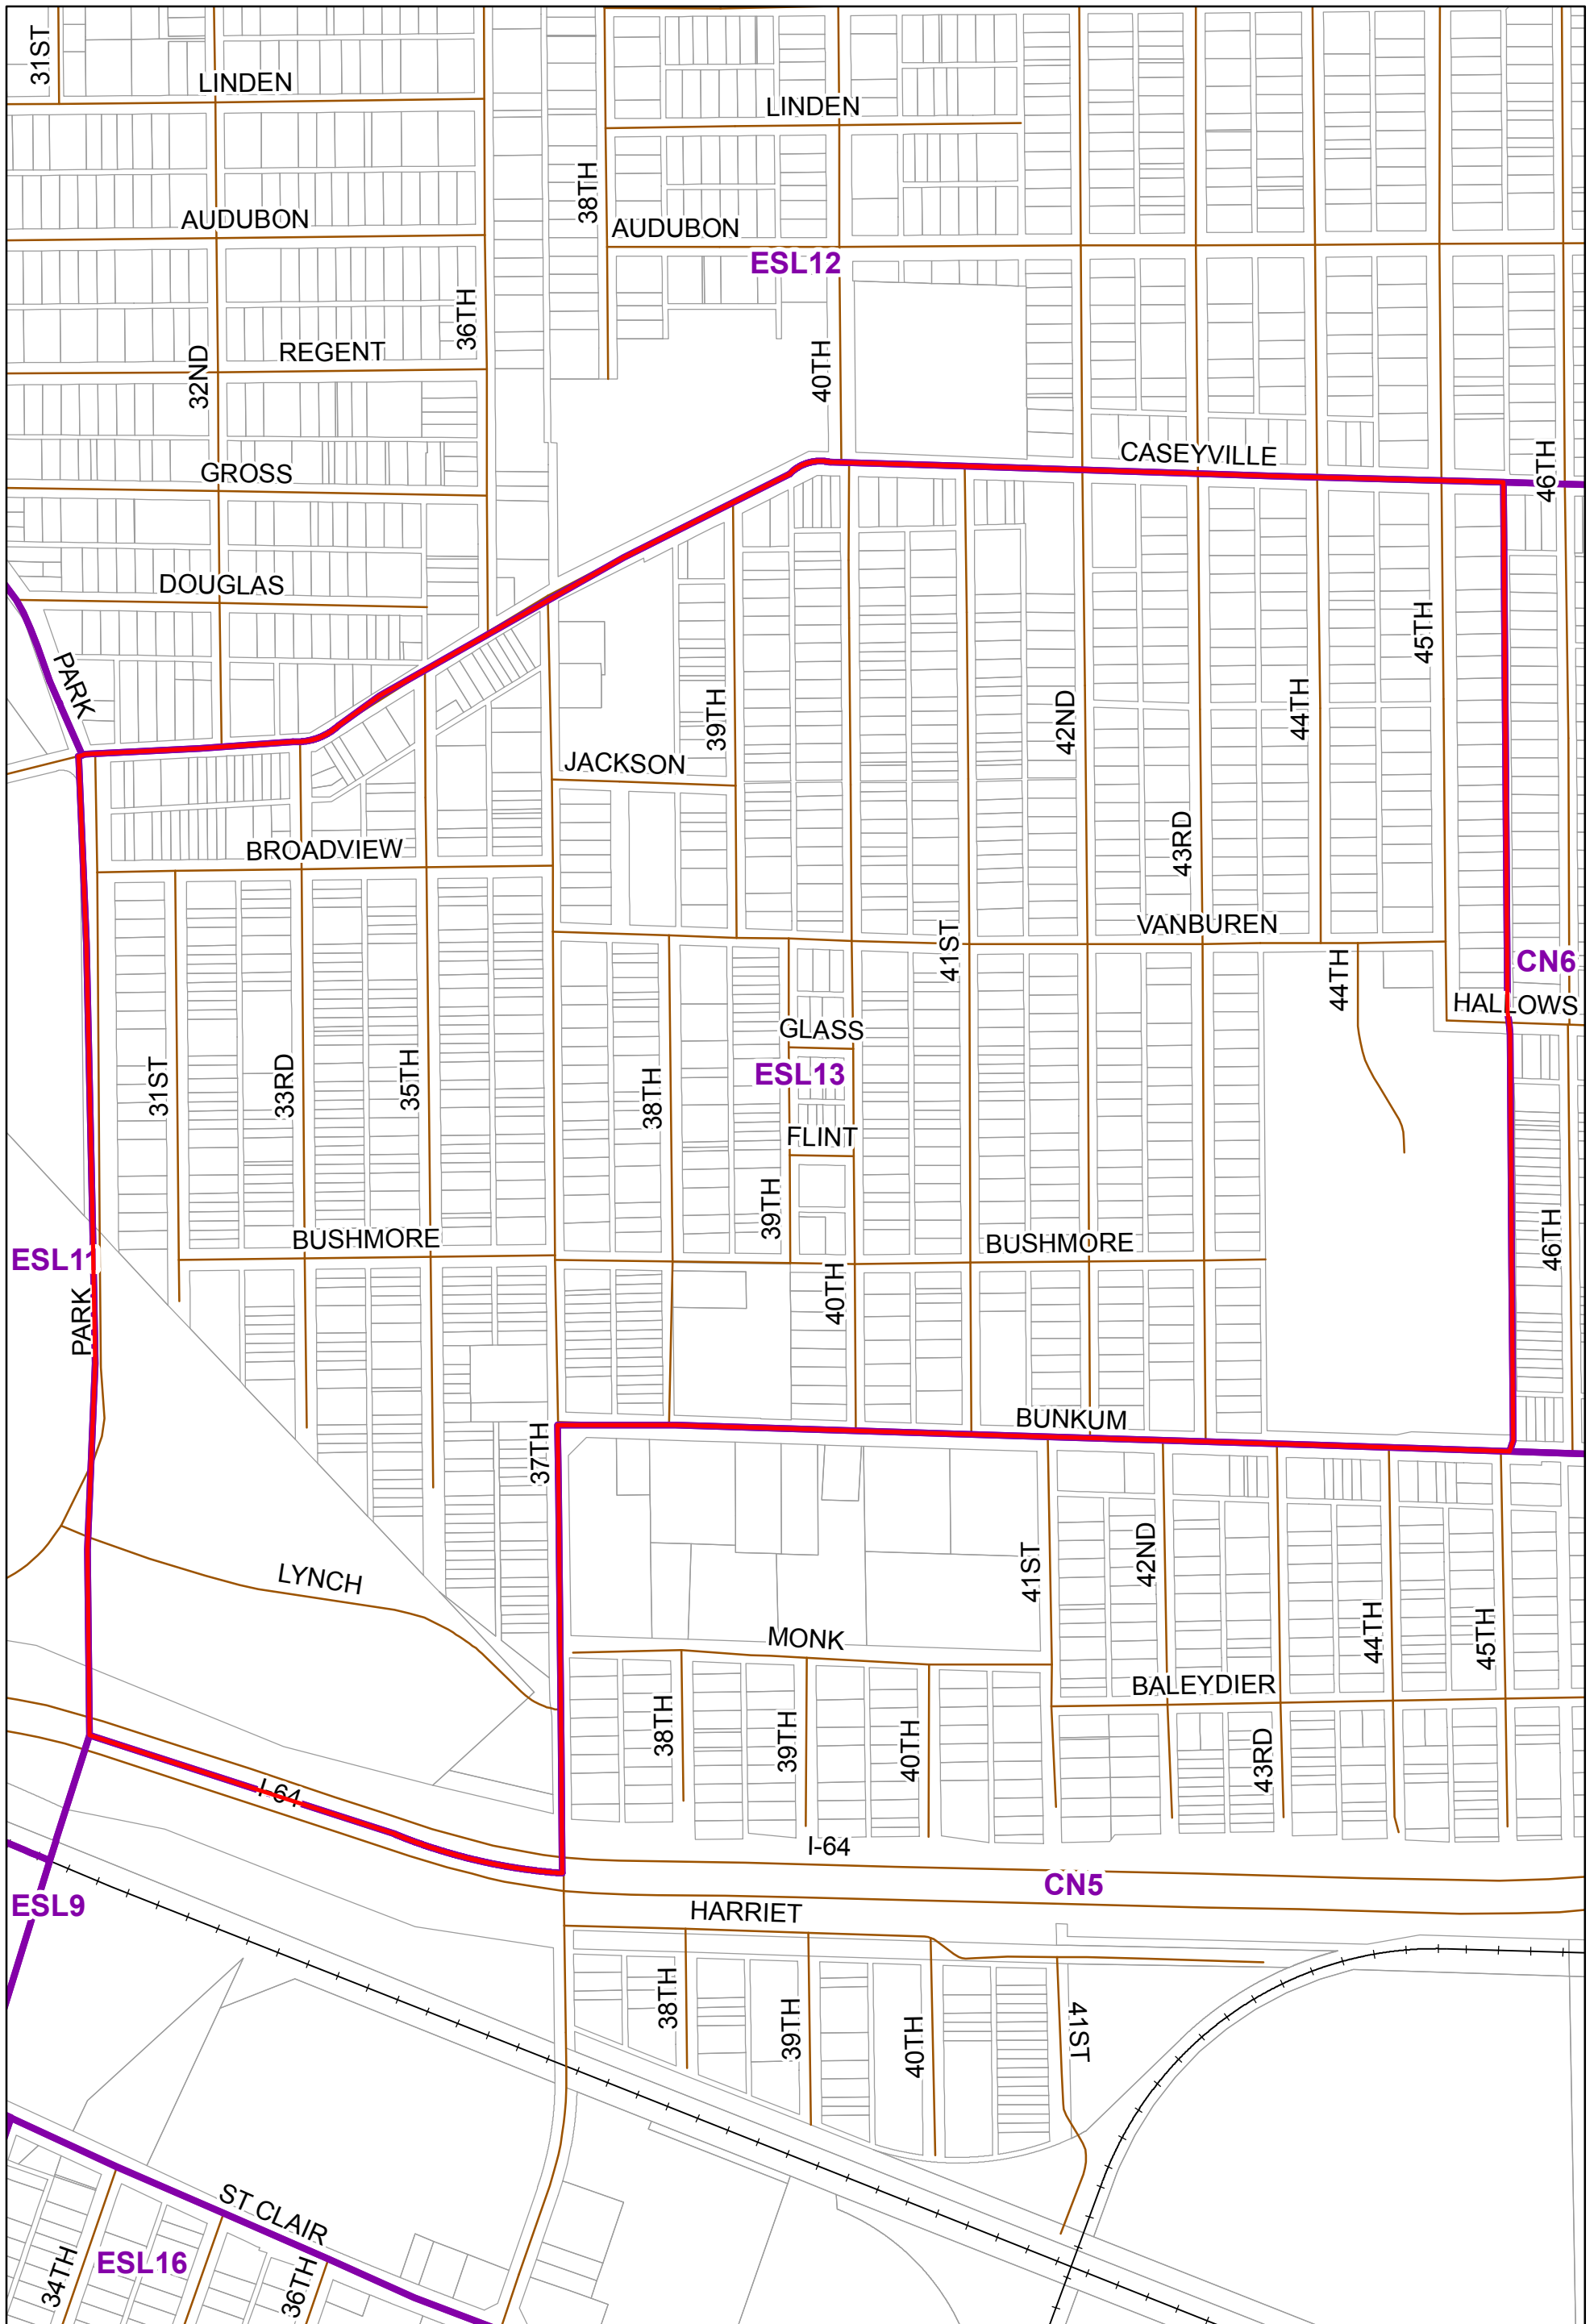 31ST
LINDEN
LINDEN
38TH
AUDUBON
AUDUBON
ESL12
36TH
REGENT
32ND
40TH
CASEYVILLE
GROSS
46TH
DOUGLAS
PARK
45TH
44TH
39TH
42ND
JACKSON
43RD
BROADVIEW
VANBUREN
41ST
CN6
44TH
HALLOWS
GLASS
31ST
33RD
35TH
38TH
ESL13
FLINT
39TH
46TH
BUSHMORE
BUSHMORE
ESL11
40TH
PARK
BUNKUM
37TH
42ND
41ST
LYNCH
44TH
45TH
MONK
BALEYDIER
38TH
39TH
40TH
43RD
I-64
I-64
CN5
ESL9
HARRIET
38TH
39TH
40TH
41ST
ST CLAIR
ESL16
34TH
36TH